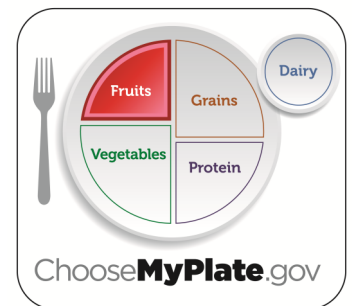 Fruits
Grains
Dairy
Vegetables
Protein
ChooseMyPlate.gov